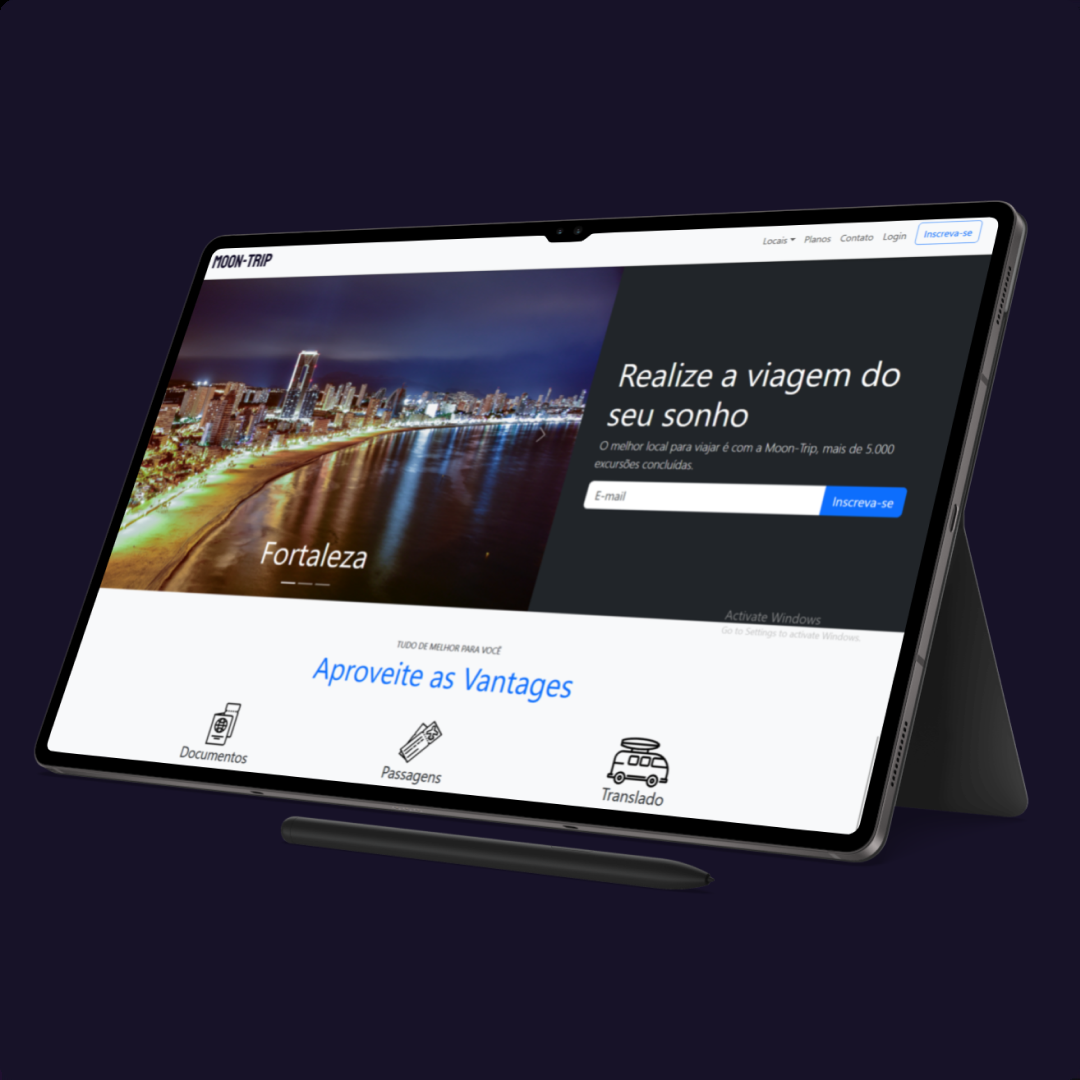 MOON-TRIP
Locais Planos Contato Login Inscreva-se
Realize a viagem do
seu sonho
O melhor local para viajar é com a Moon-Trip, mais de 5.000
excursões concluídas.
E-mail Inscreva-se
Fortaleza
Activate Windows
Go to Settings to activate Windows.
TUDO DE MELHOR PARA VOCÊ
Aproveite as Vantages
Documentos
Passagens
Translado